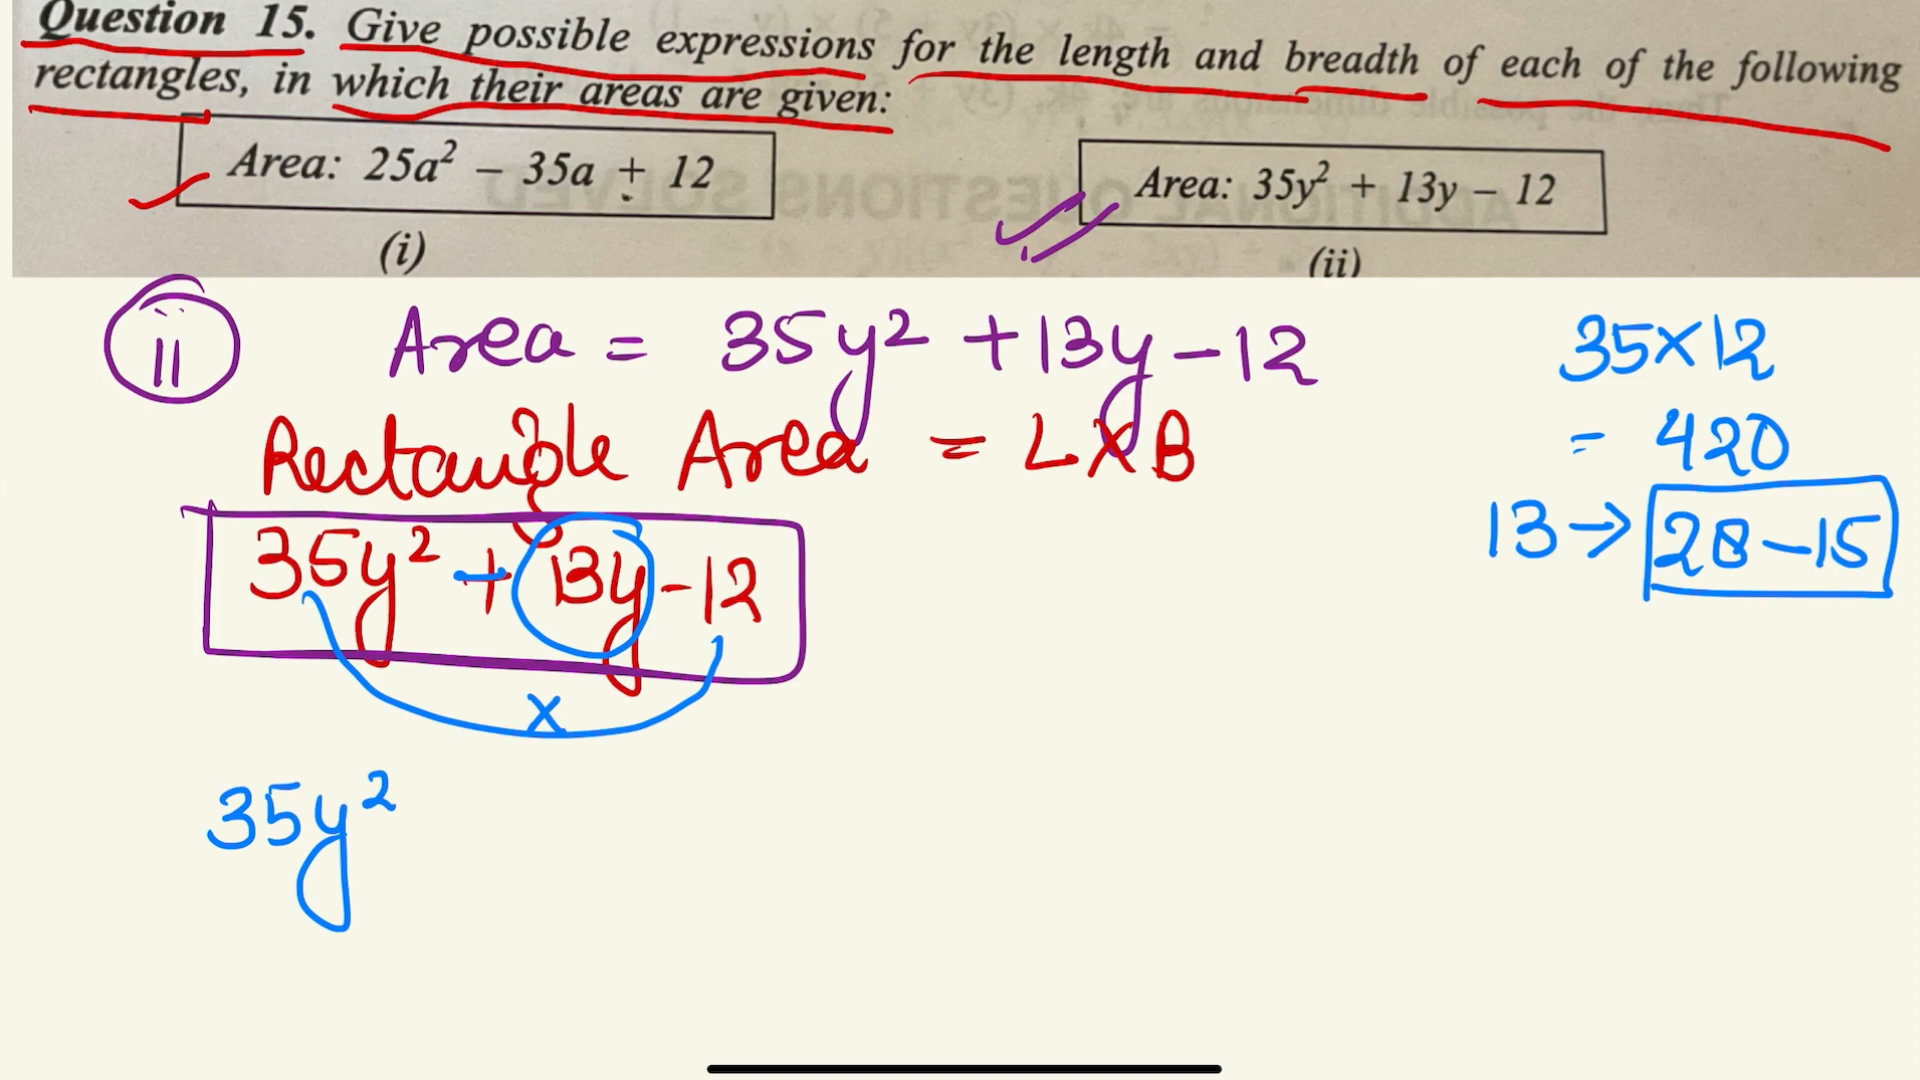 Question 15. Give possible expressions for the length and breadth of each of the following
rectangles, in which their areas are given:
Area: 25a² – 35a + 12
Area: 35y² + 13y – 12
(i)
(ii)
ii
Area = 35y² + 13y - 12
Rectangle Area = L × B
35y² + 13y - 12
×
35y²
35 × 12
= 420
13 → 28 - 15